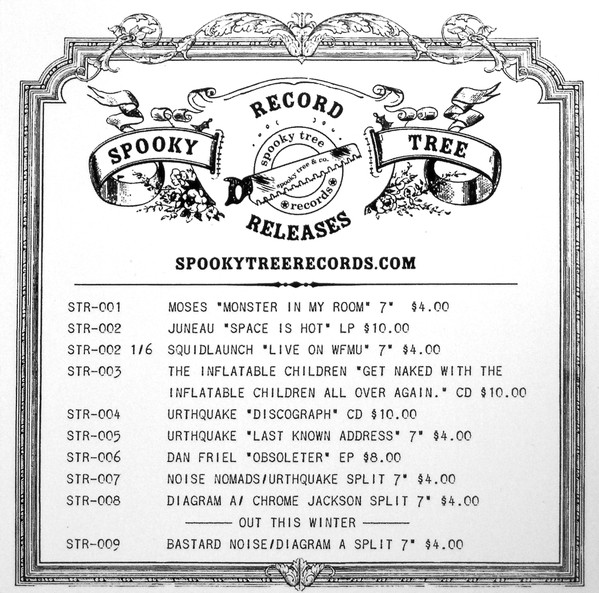 RECORD
SPOOKY
TREE
spooky tree
spooky tree & co.
records
RELEASES
SPOOKYTREERECORDS.COM
STR-001 MOSES "MONSTER IN MY ROOM" 7" $4.00
STR-002 JUNEAU "SPACE IS HOT" LP $10.00
STR-002 1/6 SQUIDLAUNCH "LIVE ON WFMU" 7" $4.00
STR-003 THE INFLATABLE CHILDREN "GET NAKED WITH THE
INFLATABLE CHILDREN ALL OVER AGAIN." CD $10.00
STR-004 URTHQUAKE "DISCOGRAPH" CD $10.00
STR-005 URTHQUAKE "LAST KNOWN ADDRESS" 7" $4.00
STR-006 DAN FRIEL "OBSOLETER" EP $8.00
STR-007 NOISE NOMADS/URTHQUAKE SPLIT 7" $4.00
STR-008 DIAGRAM A/ CHROME JACKSON SPLIT 7" $4.00
OUT THIS WINTER
STR-009 BASTARD NOISE/DIAGRAM A SPLIT 7" $4.00